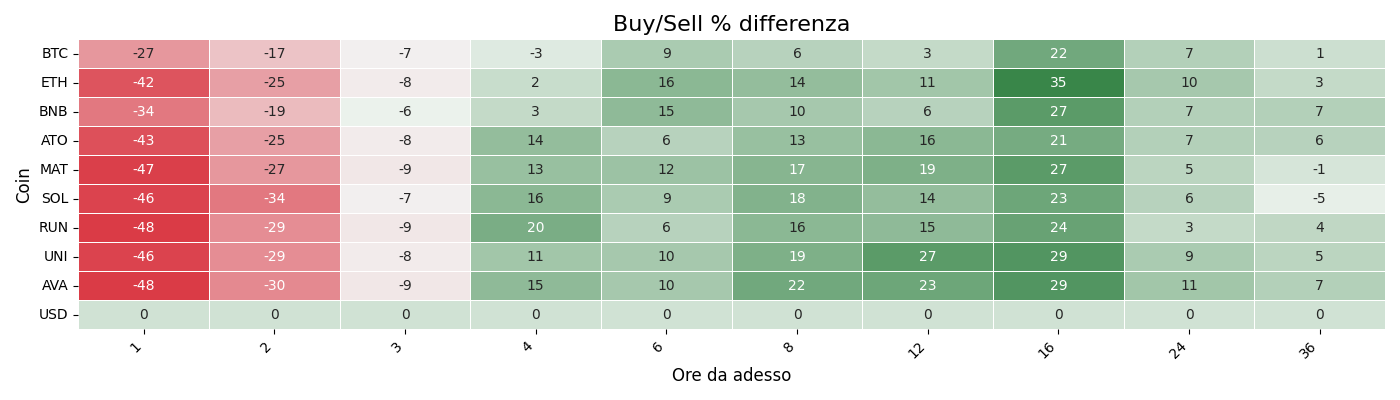 Buy/Sell % differenza
Coin
BTC -27 -17 -7 -3 9 6 3 22 7 1
ETH -42 -25 -8 2 16 14 11 35 10 3
BNB -34 -19 -6 3 15 10 6 27 7 7
ATO -43 -25 -8 14 6 13 16 21 7 6
MAT -47 -27 -9 13 12 17 19 27 5 -1
SOL -46 -34 -7 16 9 18 14 23 6 -5
RUN -48 -29 -9 20 6 16 15 24 3 4
UNI -46 -29 -8 11 10 19 27 29 9 5
AVA -48 -30 -9 15 10 22 23 29 11 7
USD 0 0 0 0 0 0 0 0 0 0
1 2 3 4 6 8 12 16 24 36
Ore da adesso